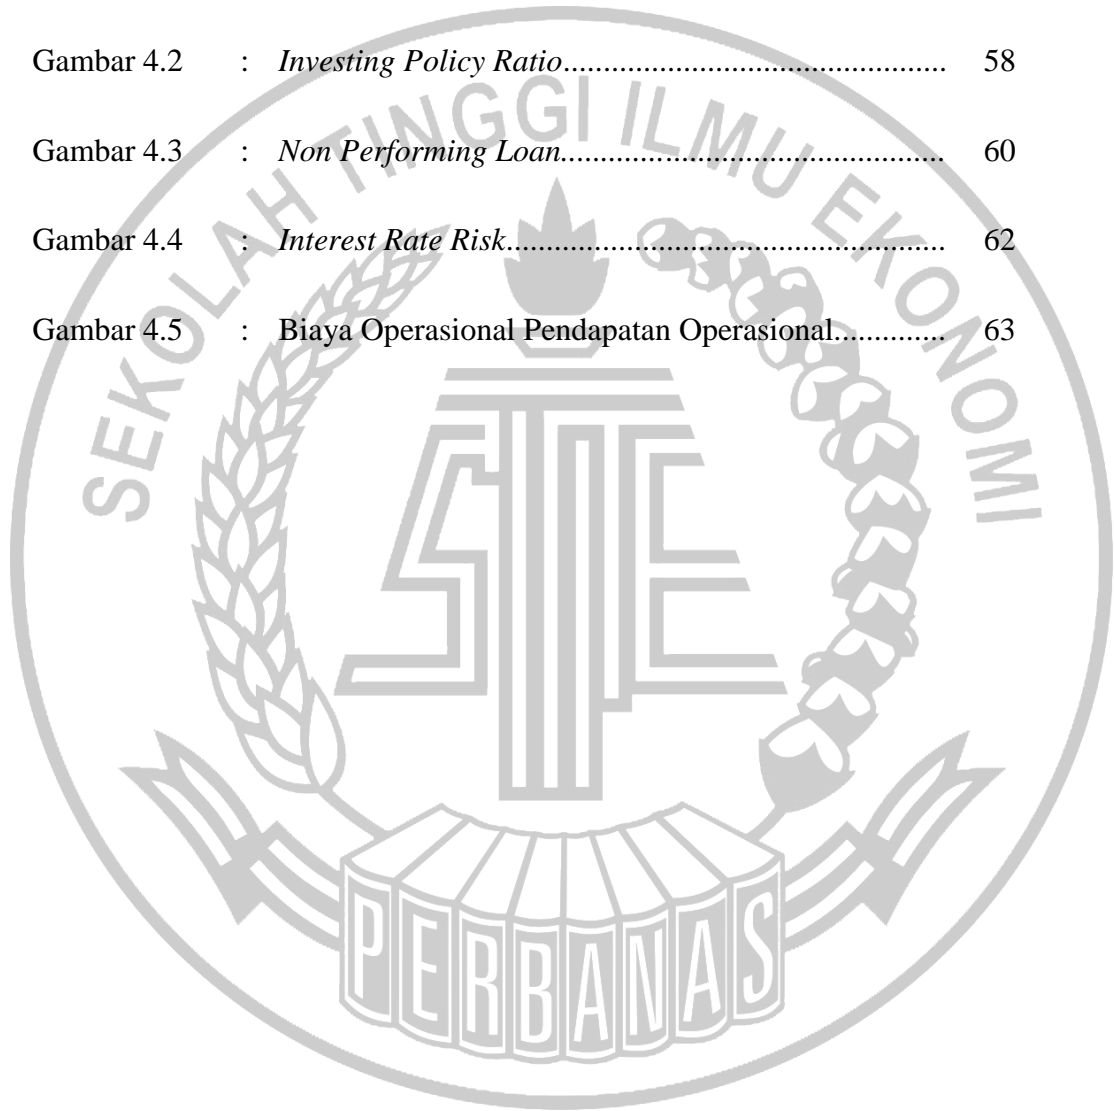 Gambar 4.2 : Investing Policy Ratio................................................ 58
Gambar 4.3 : Non Performing Loan................................................ 60
Gambar 4.4 : Interest Rate Risk....................................................... 62
Gambar 4.5 : Biaya Operasional Pendapatan Operasional.............. 63
SEKOLAH TINGGI ILMU EKONOMI
STIE
PERBANAS